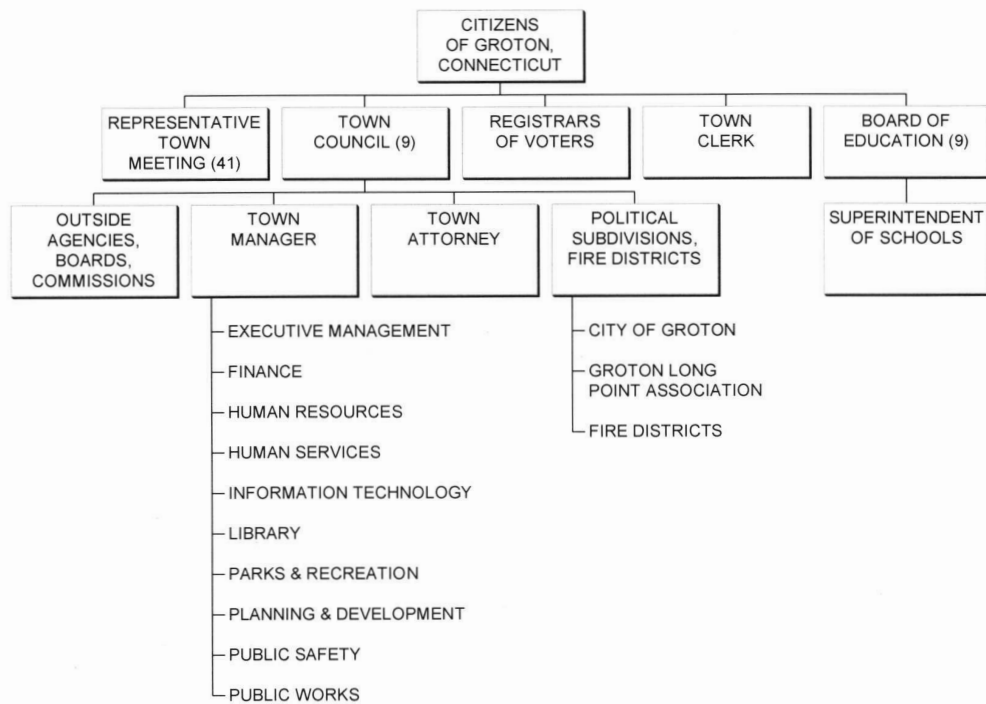 CITIZENS
OF GROTON,
CONNECTICUT
REPRESENTATIVE
TOWN
MEETING (41)
TOWN
COUNCIL (9)
REGISTRARS
OF VOTERS
TOWN
CLERK
BOARD OF
EDUCATION (9)
OUTSIDE
AGENCIES,
BOARDS,
COMMISSIONS
TOWN
MANAGER
TOWN
ATTORNEY
POLITICAL
SUBDIVISIONS,
FIRE DISTRICTS
SUPERINTENDENT
OF SCHOOLS
EXECUTIVE MANAGEMENT
FINANCE
HUMAN RESOURCES
HUMAN SERVICES
INFORMATION TECHNOLOGY
LIBRARY
PARKS & RECREATION
PLANNING & DEVELOPMENT
PUBLIC SAFETY
PUBLIC WORKS
CITY OF GROTON
GROTON LONG
POINT ASSOCIATION
FIRE DISTRICTS